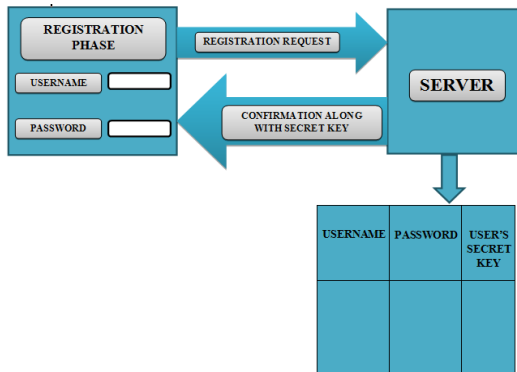 REGISTRATION
PHASE
USERNAME
PASSWORD
REGISTRATION REQUEST
CONFIRMATION ALONG
WITH SECRET KEY
SERVER
USERNAME
PASSWORD
USER'S
SECRET
KEY